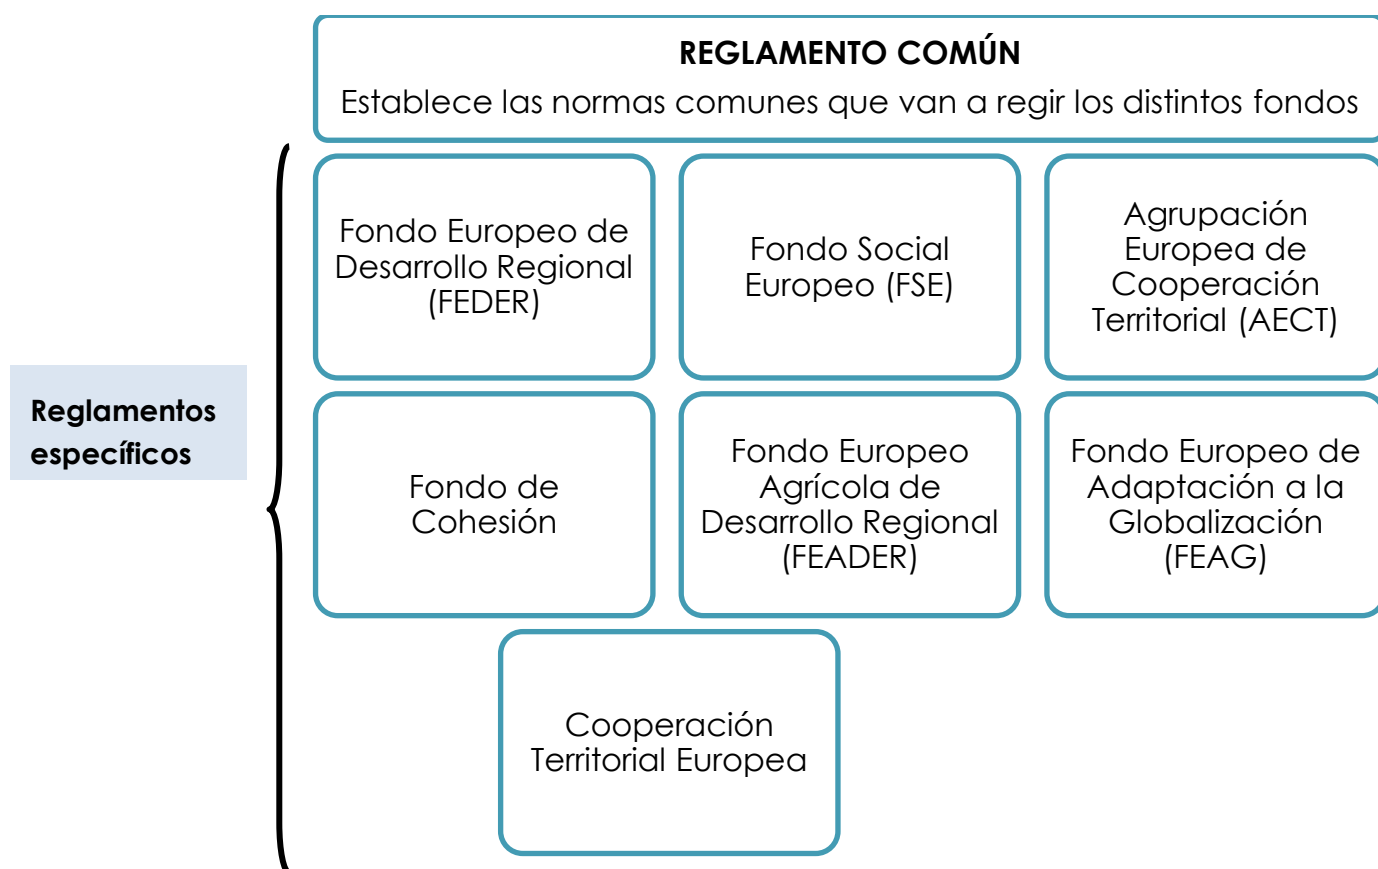 REGLAMENTO COMÚN
Establece las normas comunes que van a regir los distintos fondos
Reglamentos
específicos
Fondo Europeo de
Desarrollo Regional
(FEDER)
Fondo Social
Europeo (FSE)
Agrupación
Europea de
Cooperación
Territorial (AECT)
Fondo de
Cohesión
Fondo Europeo
Agrícola de
Desarrollo Regional
(FEADER)
Fondo Europeo de
Adaptación a la
Globalización
(FEAG)
Cooperación
Territorial Europea